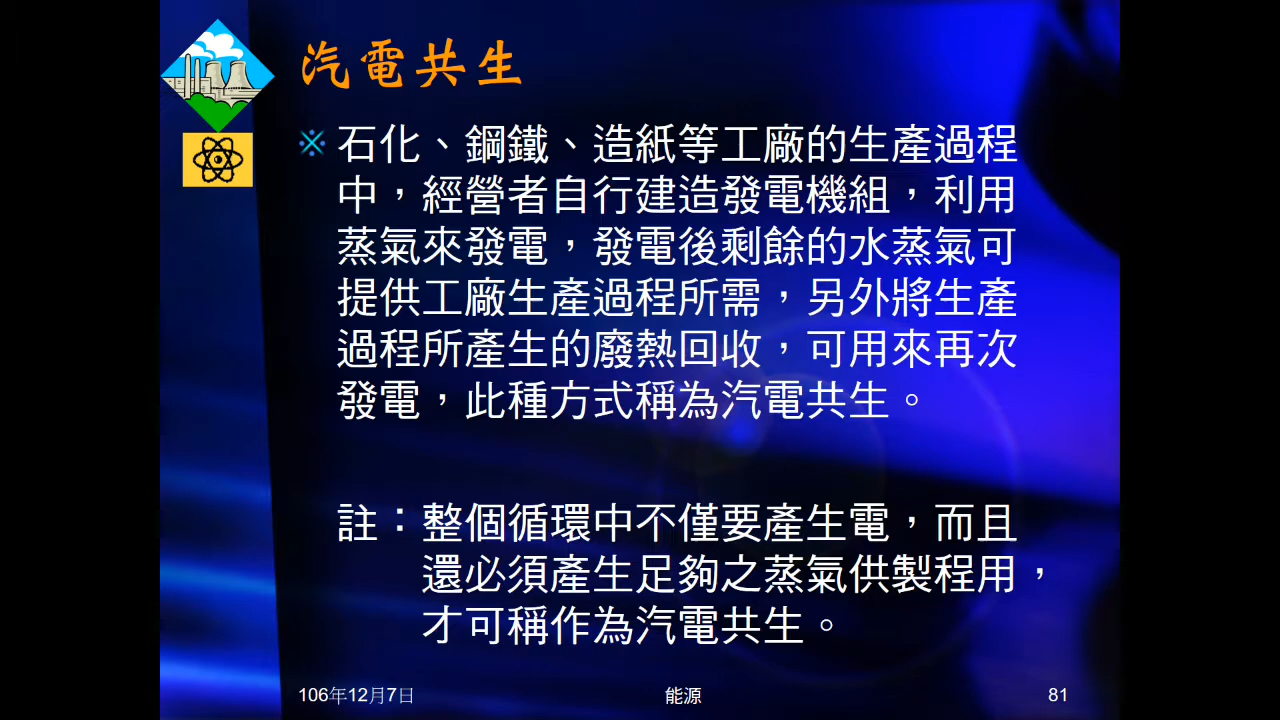 汽電共生
※ 石化、鋼鐵、造紙等工廠的生產過程
中，經營者自行建造發電機組，利用
蒸氣來發電，發電後剩餘的水蒸氣可
提供工廠生產過程所需，另外將生產
過程所產生的廢熱回收，可用來再次
發電，此種方式稱為汽電共生。
註：整個循環中不僅要產生電，而且
還必須產生足夠之蒸氣供製程用，
才可稱作為汽電共生。
106年12月7日
能源
81